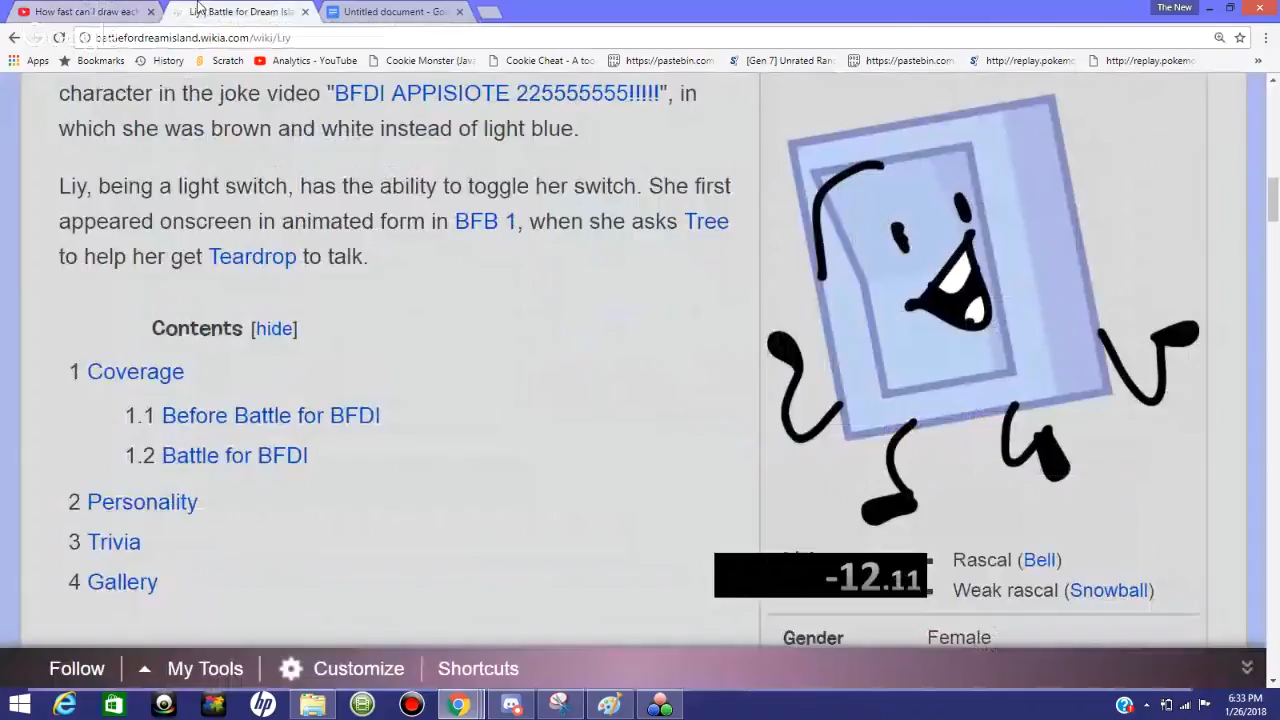 How fast can I draw eac
Liy | Battle for Dream Isla
Untitled document - Goo
The New
battlefordreamisland.wikia.com/wiki/Liy
Apps Bookmarks History Scratch Analytics - YouTube Cookie Monster (Java Cookie Cheat - A too https://pastebin.com [Gen 7] Unrated Ran https://pastebin.com http://replay.pokemo http://replay.pokemo »
character in the joke video "BFDI APPISIOTE 225555555!!!!!", in
which she was brown and white instead of light blue.
Liy, being a light switch, has the ability to toggle her switch. She first
appeared onscreen in animated form in BFB 1, when she asks Tree
to help her get Teardrop to talk.
Contents [hide]
1 Coverage
1.1 Before Battle for BFDI
1.2 Battle for BFDI
2 Personality
3 Trivia
4 Gallery
-12.11
Rascal (Bell)
Weak rascal (Snowball)
Gender Female
Follow My Tools Customize Shortcuts
6:33 PM
1/26/2018